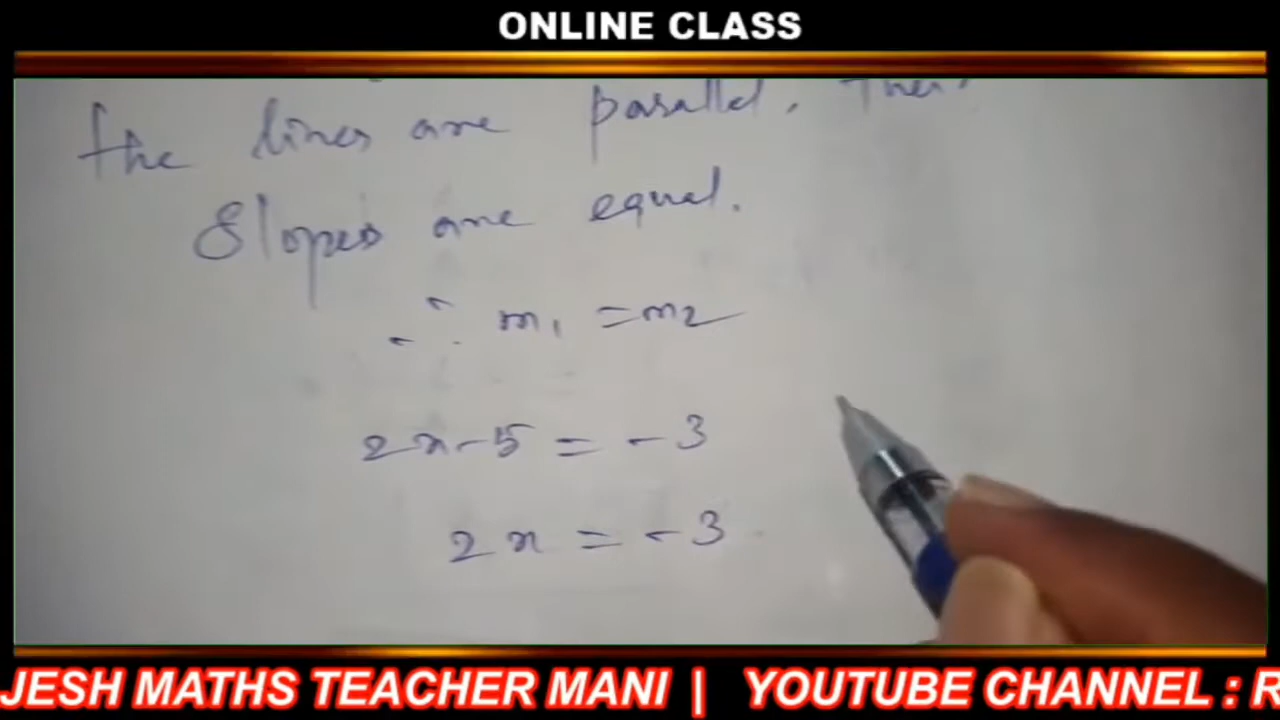 ONLINE CLASS
the lines are parallel. Then
Slopes are equal.
∴ m₁ = m₂
2x-5 = -3
2x = -3
JESH MATHS TEACHER MANI | YOUTUBE CHANNEL : R